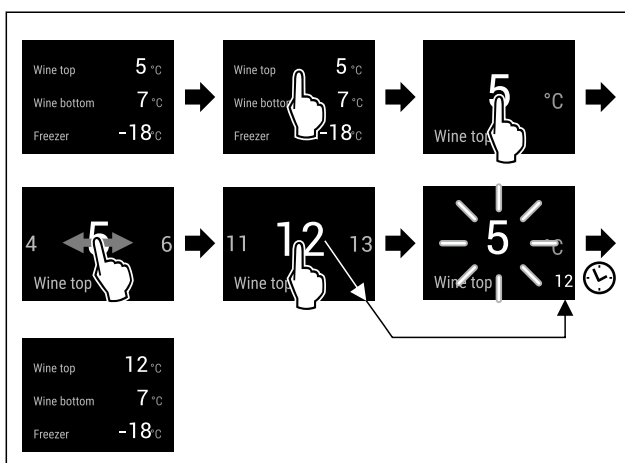 Wine top 5 °C
Wine bottom 7 °C
Freezer -18°C
Wine top 5 °C
Wine bottom 7 °C
Freezer -18°C
5 °C
Wine top
4 5 6
Wine top
11 12 13
Wine top
5 °C
Wine top 12
Wine top 12 °C
Wine bottom 7 °C
Freezer -18°C